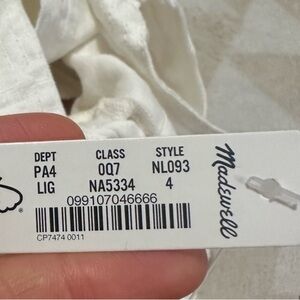 DEPT CLASS STYLE
PA4 0Q7 NL093
LIG NA5334 4
099107046666
CP7474 0011
Madewell